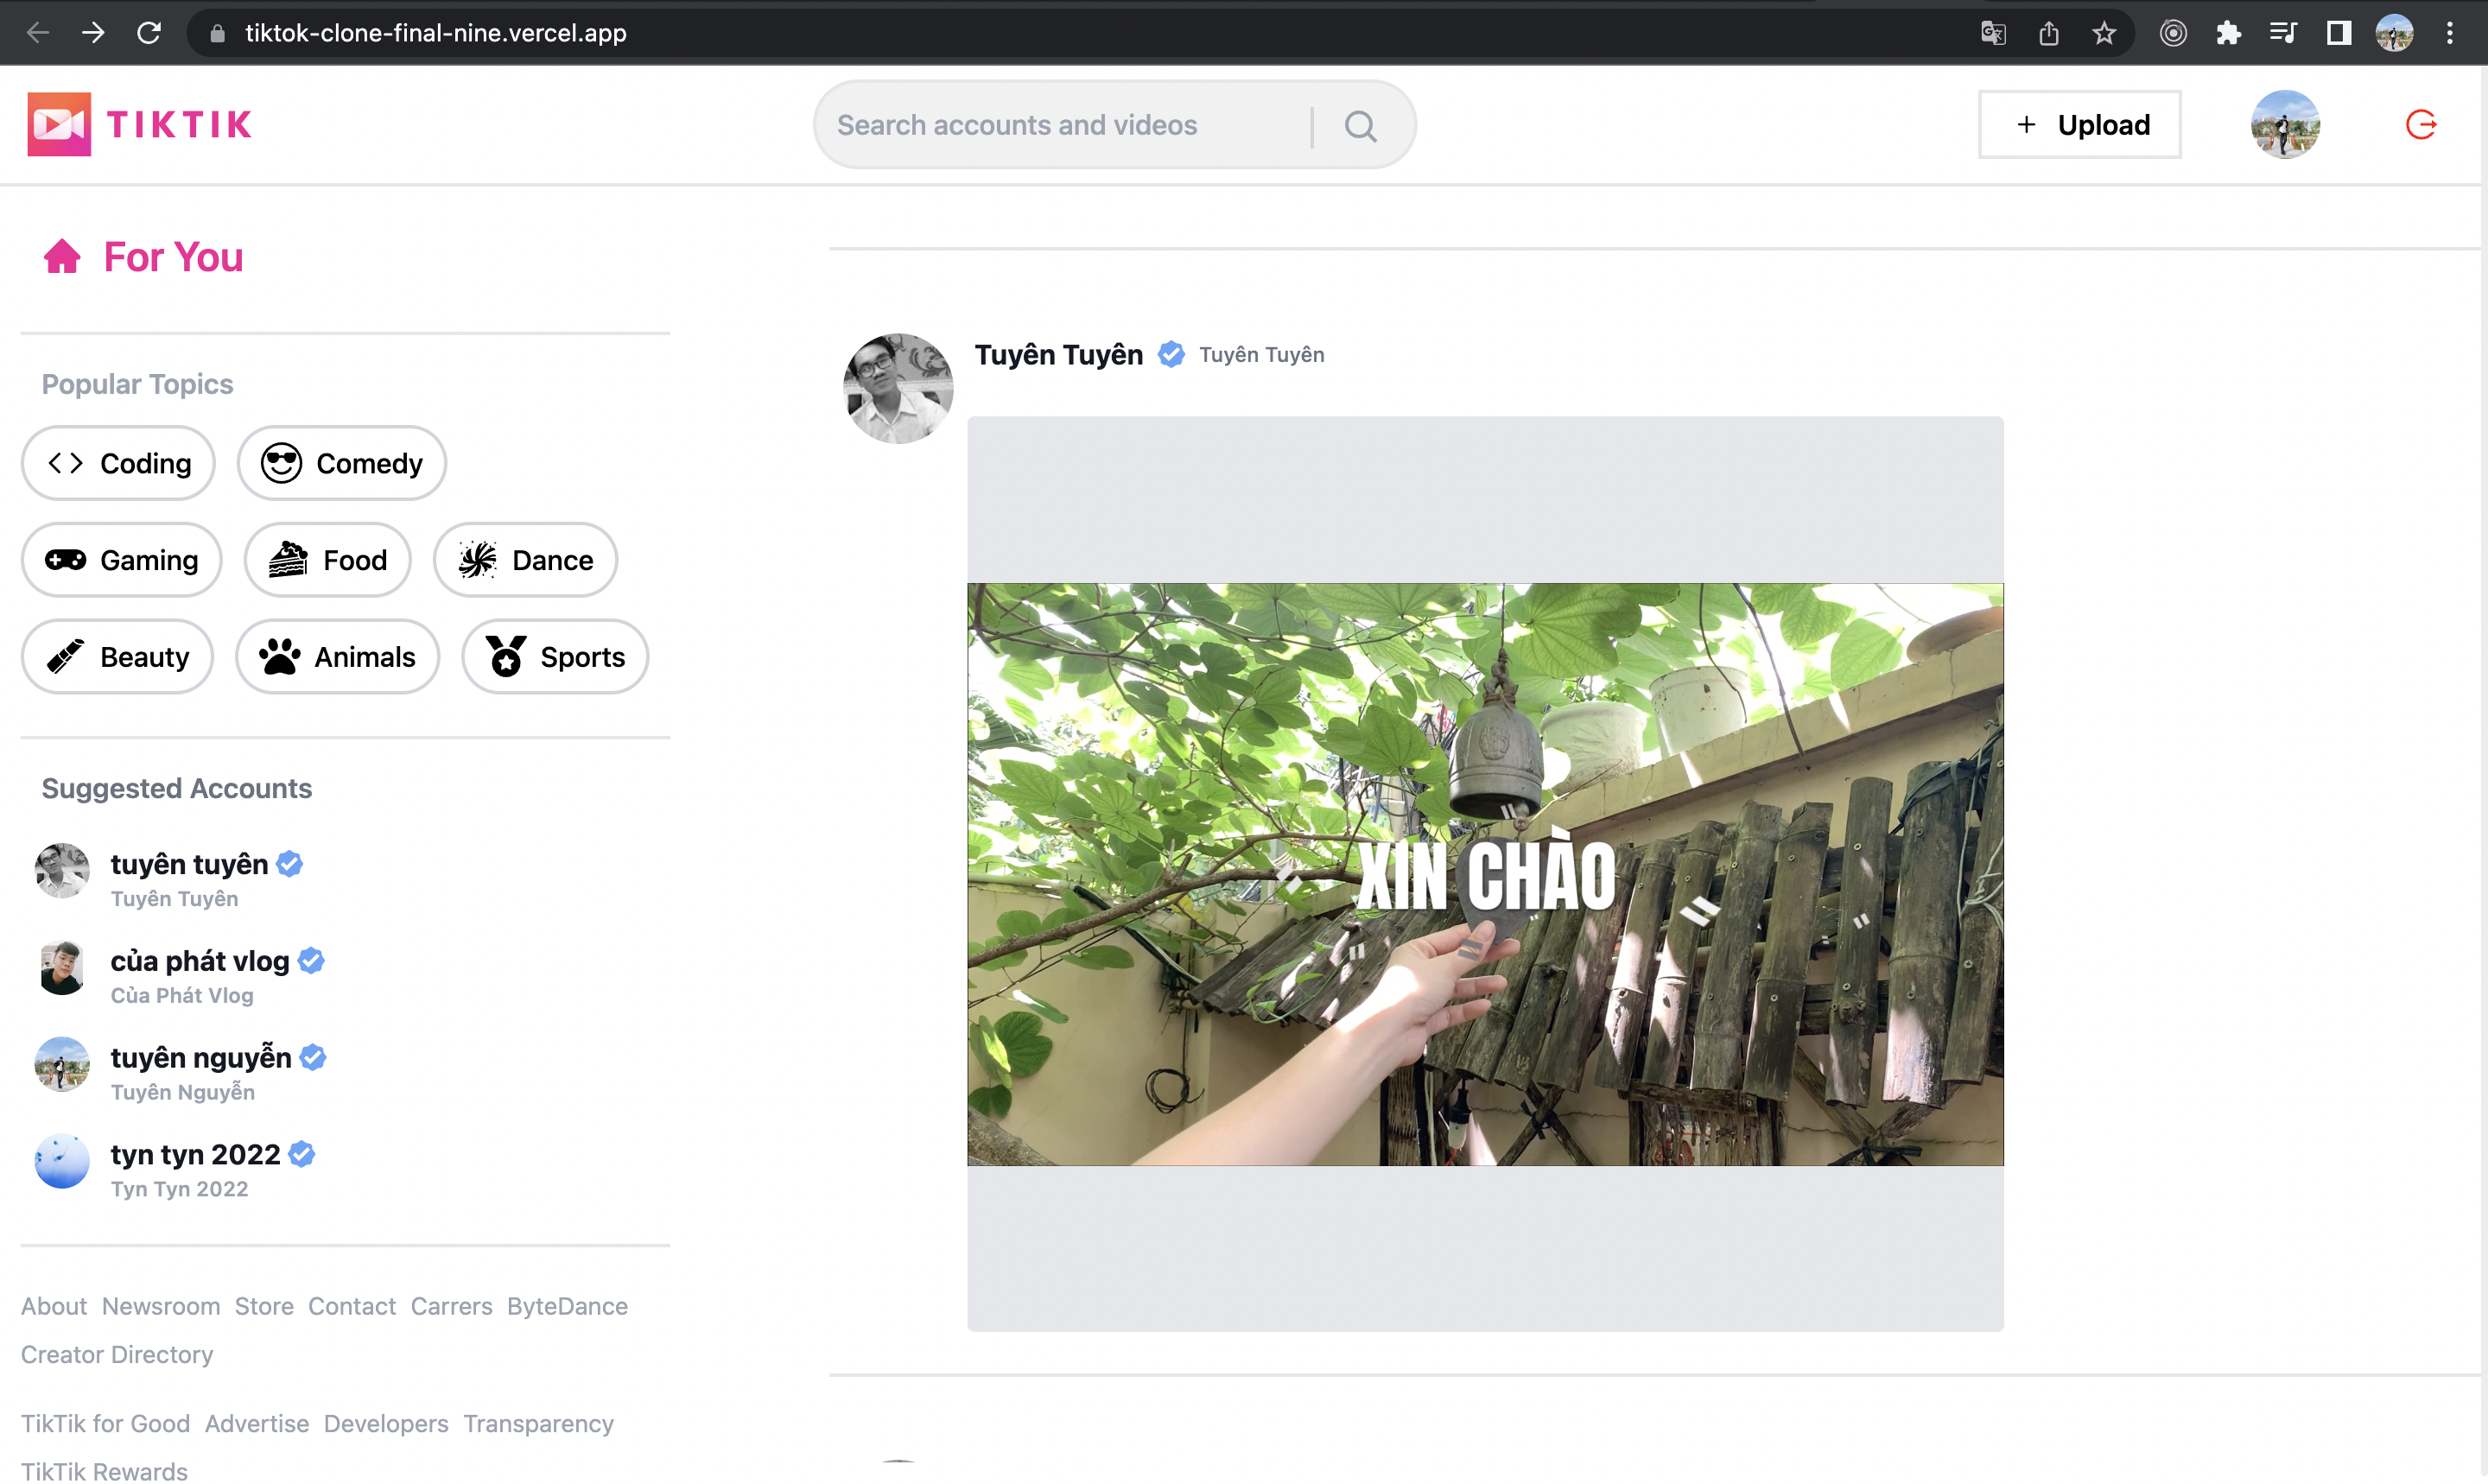 tiktok-clone-final-nine.vercel.app
TIKTIK
Search accounts and videos
+ Upload
For You
Popular Topics
Coding
Comedy
Gaming
Food
Dance
Beauty
Animals
Sports
Suggested Accounts
tuyên tuyên
Tuyên Tuyên
của phát vlog
Của Phát Vlog
tuyên nguyễn
Tuyên Nguyễn
tyn tyn 2022
Tyn Tyn 2022
About Newsroom Store Contact Carrers ByteDance
Creator Directory
TikTik for Good Advertise Developers Transparency
TikTik Rewards
Tuyên Tuyên Tuyên Tuyên
XIN CHÀO